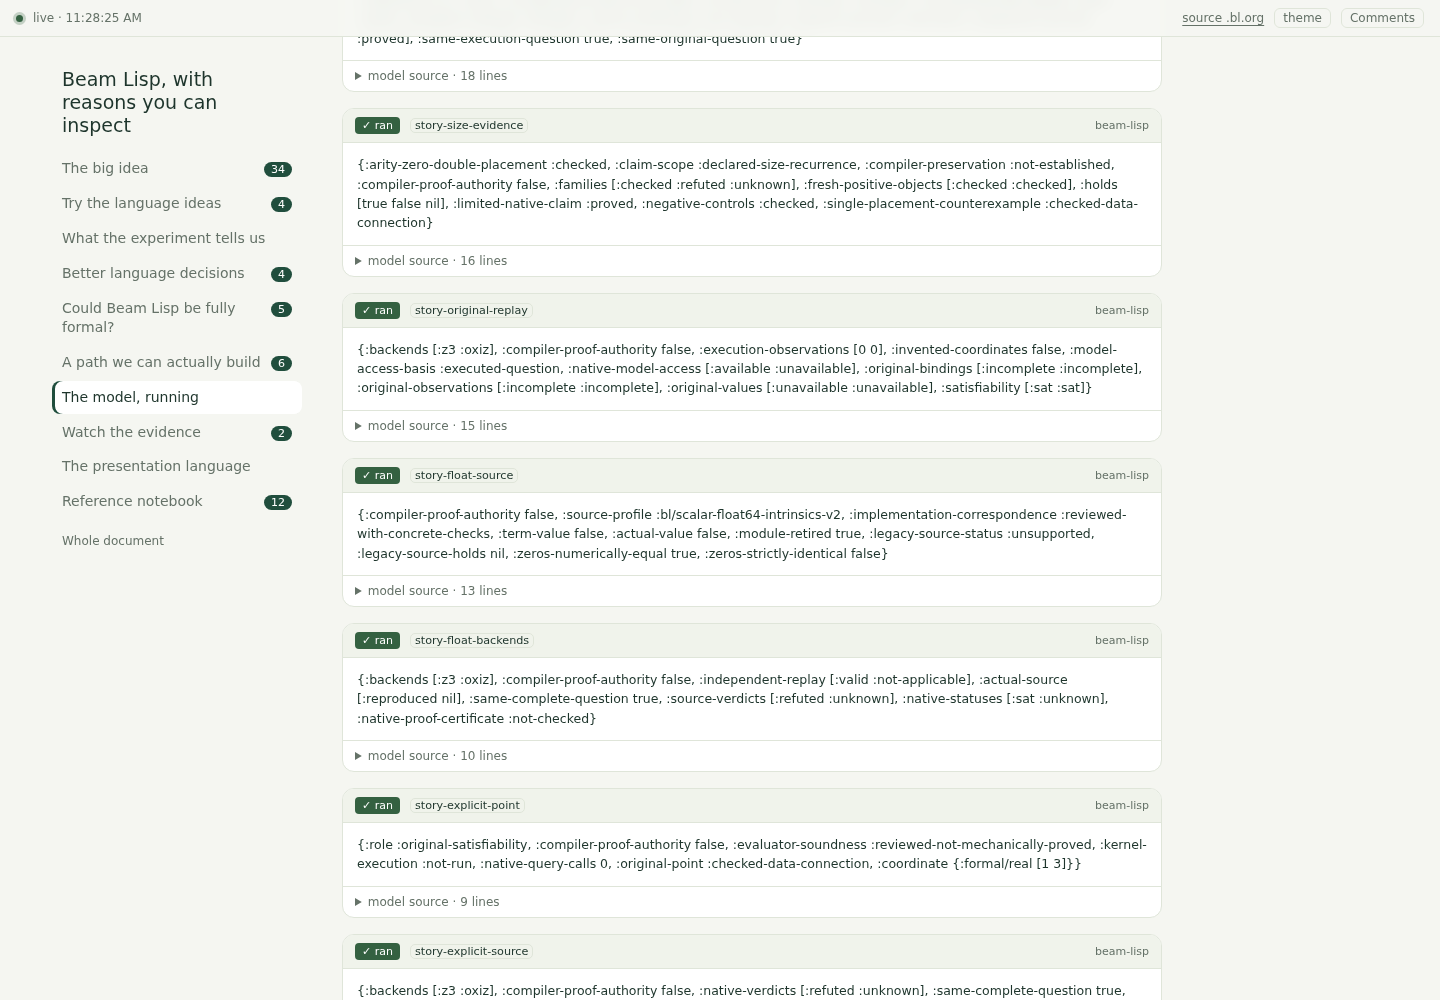 live · 11:28:25 AM
source .bl.org
theme
Comments
Beam Lisp, with
reasons you can
inspect
The big idea 34
Try the language ideas 4
What the experiment tells us
Better language decisions 4
Could Beam Lisp be fully
formal? 5
A path we can actually build 6
The model, running
Watch the evidence 2
The presentation language
Reference notebook 12
Whole document
:proved], :same-execution-question true, :same-original-question true}
▶ model source · 18 lines
✓ ran story-size-evidence beam-lisp
{:arity-zero-double-placement :checked, :claim-scope :declared-size-recurrence, :compiler-preservation :not-established,
:compiler-proof-authority false, :families [:checked :refuted :unknown], :fresh-positive-objects [:checked :checked], :holds
[true false nil], :limited-native-claim :proved, :negative-controls :checked, :single-placement-counterexample :checked-data-
connection}
▶ model source · 16 lines
✓ ran story-original-replay beam-lisp
{:backends [:z3 :oxiz], :compiler-proof-authority false, :execution-observations [0 0], :invented-coordinates false, :model-
access-basis :executed-question, :native-model-access [:available :unavailable], :original-bindings [:incomplete :incomplete],
:original-observations [:incomplete :incomplete], :original-values [:unavailable :unavailable], :satisfiability [:sat :sat]}
▶ model source · 15 lines
✓ ran story-float-source beam-lisp
{:compiler-proof-authority false, :source-profile :bl/scalar-float64-intrinsics-v2, :implementation-correspondence :reviewed-
with-concrete-checks, :term-value false, :actual-value false, :module-retired true, :legacy-source-status :unsupported,
:legacy-source-holds nil, :zeros-numerically-equal true, :zeros-strictly-identical false}
▶ model source · 13 lines
✓ ran story-float-backends beam-lisp
{:backends [:z3 :oxiz], :compiler-proof-authority false, :independent-replay [:valid :not-applicable], :actual-source
[:reproduced nil], :same-complete-question true, :source-verdicts [:refuted :unknown], :native-statuses [:sat :unknown],
:native-proof-certificate :not-checked}
▶ model source · 10 lines
✓ ran story-explicit-point beam-lisp
{:role :original-satisfiability, :compiler-proof-authority false, :evaluator-soundness :reviewed-not-mechanically-proved, :kernel-
execution :not-run, :native-query-calls 0, :original-point :checked-data-connection, :coordinate {:formal/real [1 3]}}
▶ model source · 9 lines
✓ ran story-explicit-source beam-lisp
{:backends [:z3 :oxiz], :compiler-proof-authority false, :native-verdicts [:refuted :unknown], :same-complete-question true,